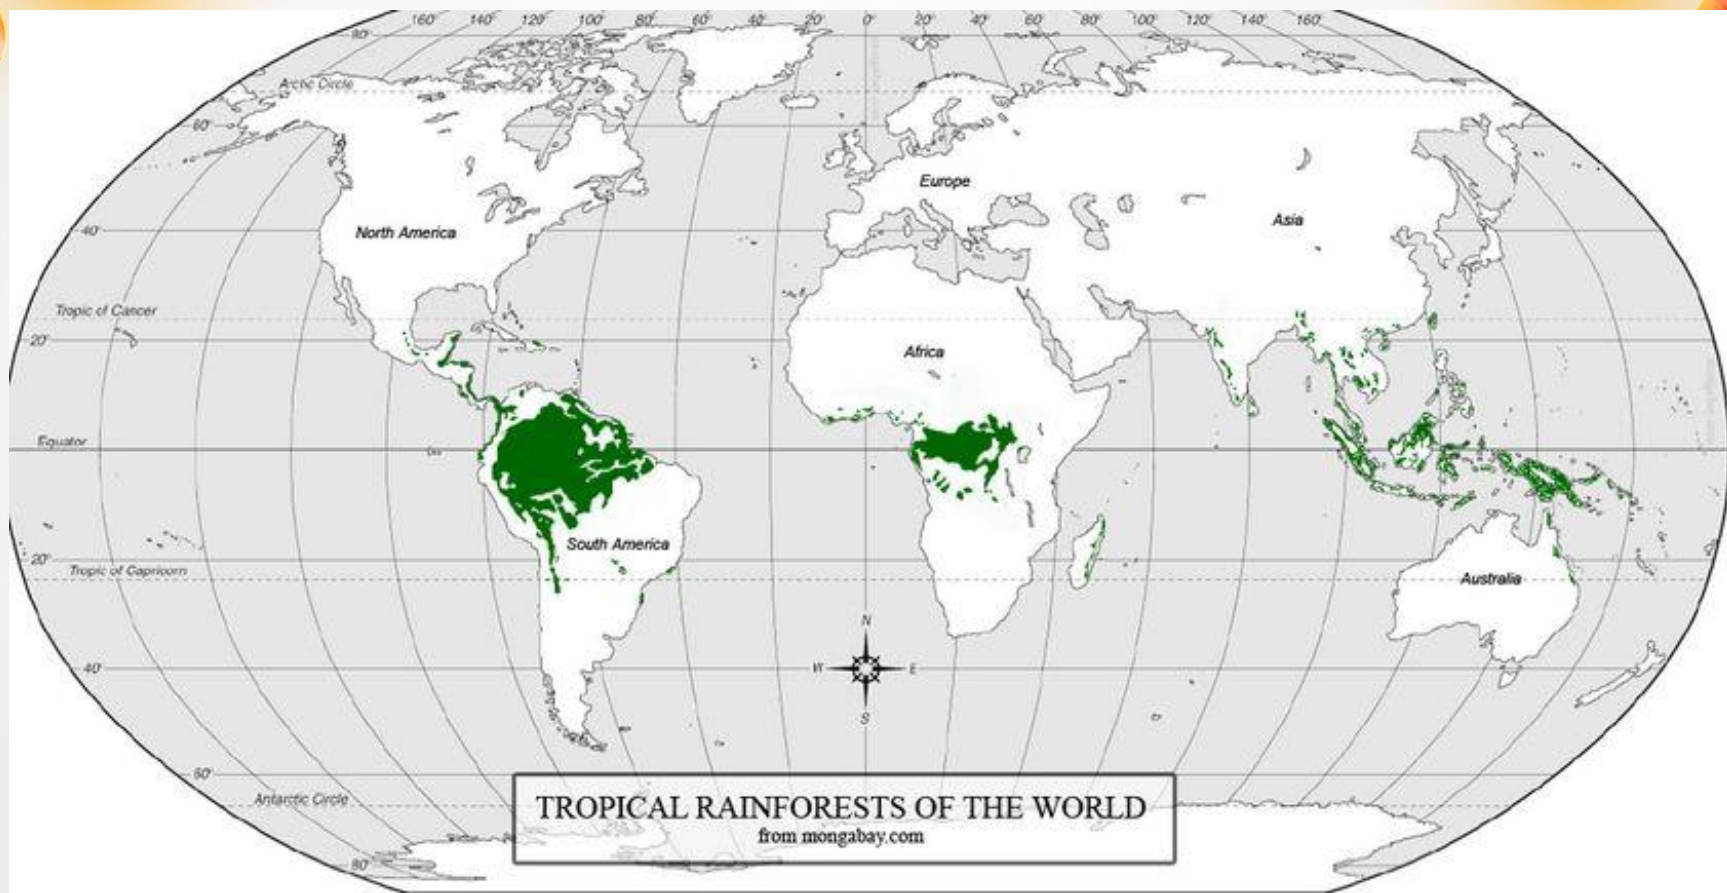 160° 140° 120° 100° 80° 60° 40° 20° 0° 20° 40° 60° 80° 100° 120° 140° 160°
80°
Arctic Circle
60°
Europe
Asia
40°
North America
Tropic of Cancer
20°
Africa
Equator
South America
20°
Tropic of Capricorn
Australia
N
40°
W E
S
60°
Antarctic Circle
TROPICAL RAINFORESTS OF THE WORLD
from mongabay.com
80°